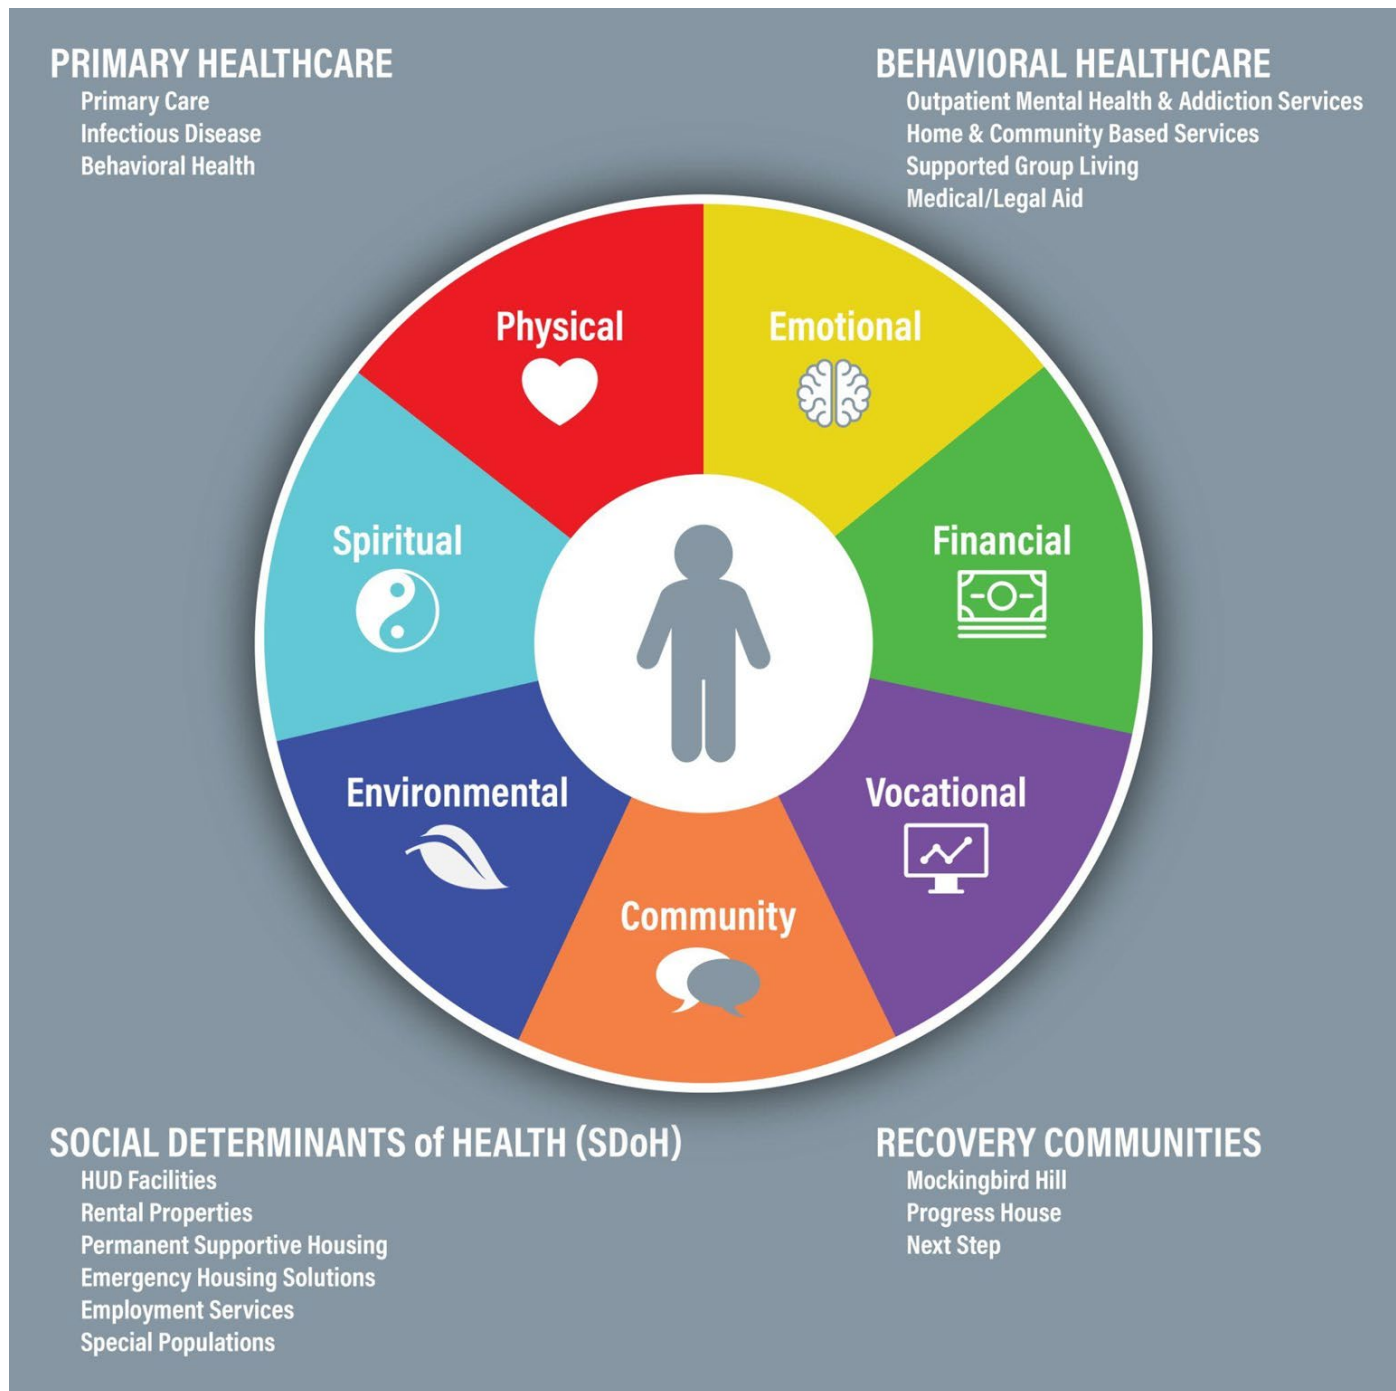 PRIMARY HEALTHCARE
Primary Care
Infectious Disease
Behavioral Health
BEHAVIORAL HEALTHCARE
Outpatient Mental Health & Addiction Services
Home & Community Based Services
Supported Group Living
Medical/Legal Aid
Physical
Emotional
Spiritual
Financial
Environmental
Vocational
Community
SOCIAL DETERMINANTS of HEALTH (SDoH)
HUD Facilities
Rental Properties
Permanent Supportive Housing
Emergency Housing Solutions
Employment Services
Special Populations
RECOVERY COMMUNITIES
Mockingbird Hill
Progress House
Next Step